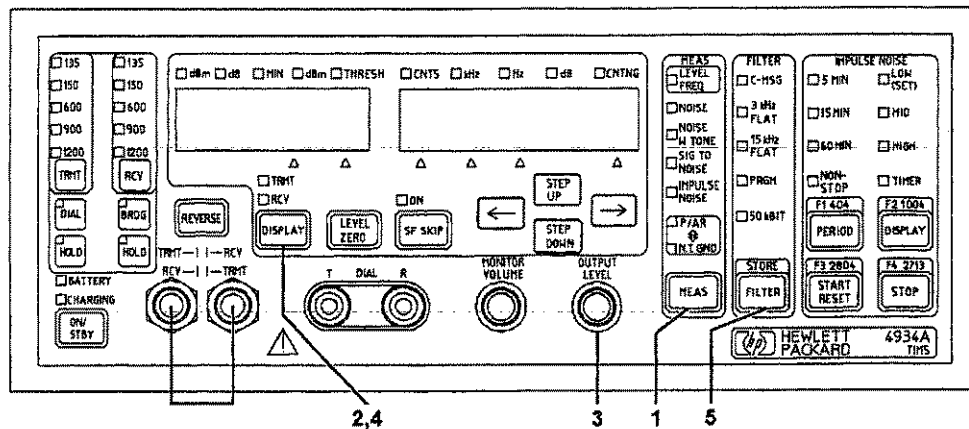 135
150
600
900
1200
TRMT
135
150
600
900
1200
RCV
DIAL
BRDG
HOLD
HOLD
BATTERY
CHARGING
ON/
STBY
REVERSE
TRMT RCV
RCV TRMT
dBm dB MIN dBm THRESH CNTS kHz Hz dB CNTNG
TRMT
RCV
DISPLAY
LEVEL
ZERO
ON
SF SKIP
STEP
UP
STEP
DOWN
T DIAL R
MONITOR
VOLUME
OUTPUT
LEVEL
MEAS
LEVEL
FREQ
NOISE
NOISE
W TONE
SIG TO
NOISE
IMPULSE
NOISE
P/AR
N.T. GND
MEAS
FILTER
C-MSG
3 kHz
FLAT
15 kHz
FLAT
PRGM
50 kBIT
STORE
FILTER
IMPULSE NOISE
5 MIN
15 MIN
60 MIN
NON-
STOP
LOW
(SET)
MID
HIGH
TIMER
F1 404
PERIOD
F2 1004
DISPLAY
F3 2804
START
RESET
F4 2713
STOP
hp HEWLETT
PACKARD
4934A
TIMS
2,4
3
1
5